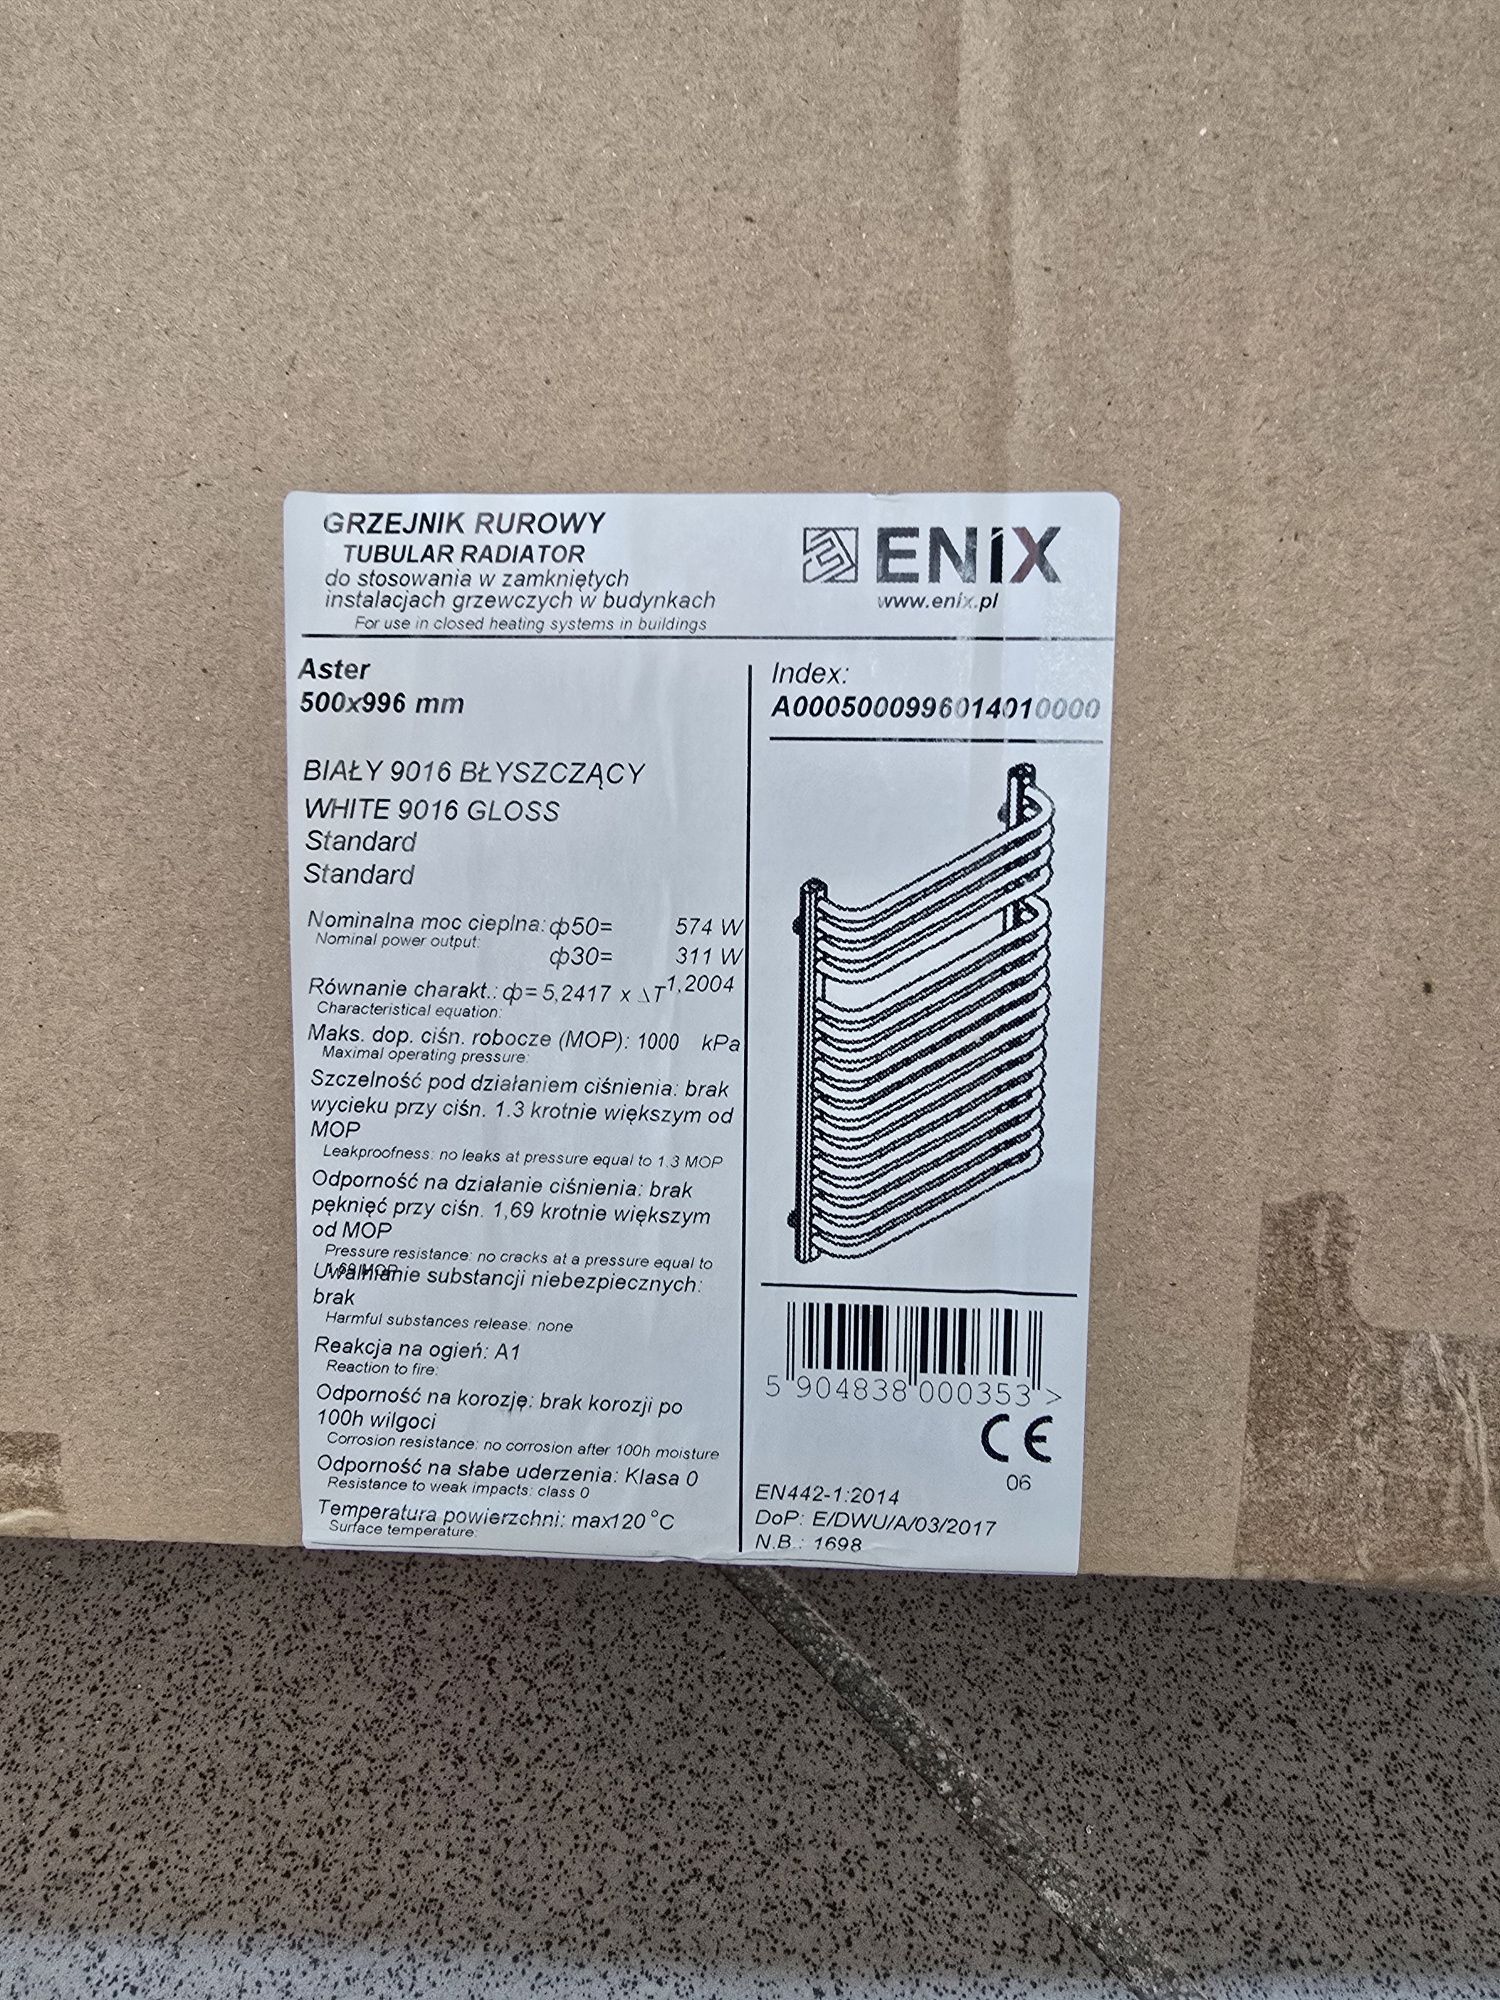 GRZEJNIK RUROWY
TUBULAR RADIATOR
do stosowania w zamkniętych
instalacjach grzewczych w budynkach
For use in closed heating systems in buildings
ENIX
www.enix.pl
Aster
500x996 mm
BIAŁY 9016 BŁYSZCZĄCY
WHITE 9016 GLOSS
Standard
Standard
Nominalna moc cieplna: ф50= 574 W
Nominal power output:
ф30= 311 W
Równanie charakt.: ф= 5,2417 x ΔT^1,2004
Characteristical equation:
Maks. dop. ciśn. robocze (MOP): 1000 kPa
Maximal operating pressure:
Szczelność pod działaniem ciśnienia: brak
wycieku przy ciśn. 1.3 krotnie większym od
MOP
Leakproofness: no leaks at pressure equal to 1.3 MOP
Odporność na działanie ciśnienia: brak
pęknięć przy ciśn. 1,69 krotnie większym
od MOP
Pressure resistance: no cracks at a pressure equal to
1.69 MOP
Uwalnianie substancji niebezpiecznych:
brak
Harmful substances release: none
Reakcja na ogień: A1
Reaction to fire:
Odporność na korozję: brak korozji po
100h wilgoci
Corrosion resistance: no corrosion after 100h moisture
Odporność na słabe uderzenia: Klasa 0
Resistance to weak impacts: class 0
Temperatura powierzchni: max120 °C
Surface temperature:
Index:
A0005000996014010000
5 904838 000353 >
CE
06
EN442-1:2014
DoP: E/DWU/A/03/2017
N.B.: 1698